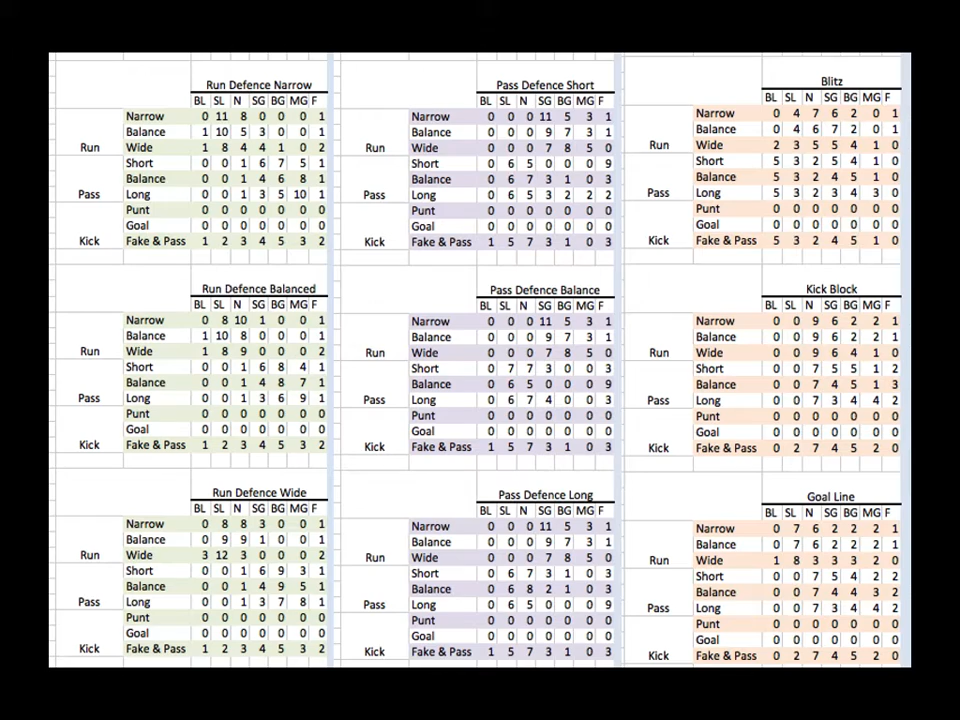 Run Defence Narrow
BL SL N SG BG MG F
Narrow 0 11 8 0 0 0 1
Balance 1 10 5 3 0 0 1
Run Wide 1 8 4 4 1 0 2
Short 0 0 1 6 7 5 1
Balance 0 0 1 4 6 8 1
Pass Long 0 0 1 3 5 10 1
Punt 0 0 0 0 0 0 0
Goal 0 0 0 0 0 0 0
Kick Fake & Pass 1 2 3 4 5 3 2
Pass Defence Short
BL SL N SG BG MG F
Narrow 0 0 0 11 5 3 1
Balance 0 0 0 9 7 3 1
Run Wide 0 0 0 7 8 5 0
Short 0 6 5 0 0 0 9
Balance 0 6 7 3 1 0 3
Pass Long 0 6 5 3 2 2 2
Punt 0 0 0 0 0 0 0
Goal 0 0 0 0 0 0 0
Kick Fake & Pass 1 5 7 3 1 0 3
Blitz
BL SL N SG BG MG F
Narrow 0 4 7 6 2 0 1
Balance 0 4 6 7 2 0 1
Run Wide 2 3 5 5 4 1 0
Short 5 3 2 5 4 1 0
Balance 5 3 2 4 5 1 0
Pass Long 5 3 2 3 4 3 0
Punt 0 0 0 0 0 0 0
Goal 0 0 0 0 0 0 0
Kick Fake & Pass 5 3 2 4 5 1 0
Run Defence Balanced
BL SL N SG BG MG F
Narrow 0 8 10 1 0 0 1
Balance 1 10 8 0 0 0 1
Run Wide 1 8 9 0 0 0 2
Short 0 0 1 6 8 4 1
Balance 0 0 1 4 8 7 1
Pass Long 0 0 1 3 6 9 1
Punt 0 0 0 0 0 0 0
Goal 0 0 0 0 0 0 0
Kick Fake & Pass 1 2 3 4 5 3 2
Pass Defence Balance
BL SL N SG BG MG F
Narrow 0 0 0 11 5 3 1
Balance 0 0 0 9 7 3 1
Run Wide 0 0 0 7 8 5 0
Short 0 7 7 3 0 0 3
Balance 0 6 5 0 0 0 9
Pass Long 0 6 7 4 0 0 3
Punt 0 0 0 0 0 0 0
Goal 0 0 0 0 0 0 0
Kick Fake & Pass 1 5 7 3 1 0 3
Kick Block
BL SL N SG BG MG F
Narrow 0 0 9 6 2 2 1
Balance 0 0 9 6 2 2 1
Run Wide 0 0 9 6 4 1 0
Short 0 0 7 5 5 1 2
Balance 0 0 7 4 5 1 3
Pass Long 0 0 7 3 4 4 2
Punt 0 0 0 0 0 0 0
Goal 0 0 0 0 0 0 0
Kick Fake & Pass 0 2 7 4 5 2 0
Run Defence Wide
BL SL N SG BG MG F
Narrow 0 8 8 3 0 0 1
Balance 0 9 9 1 0 0 1
Run Wide 3 12 3 0 0 0 2
Short 0 0 1 6 9 3 1
Balance 0 0 1 4 9 5 1
Pass Long 0 0 1 3 7 8 1
Punt 0 0 0 0 0 0 0
Goal 0 0 0 0 0 0 0
Kick Fake & Pass 1 2 3 4 5 3 2
Pass Defence Long
BL SL N SG BG MG F
Narrow 0 0 0 11 5 3 1
Balance 0 0 0 9 7 3 1
Run Wide 0 0 0 7 8 5 0
Short 0 6 7 3 1 0 3
Balance 0 6 8 2 1 0 3
Pass Long 0 6 5 0 0 0 9
Punt 0 0 0 0 0 0 0
Goal 0 0 0 0 0 0 0
Kick Fake & Pass 1 5 7 3 1 0 3
Goal Line
BL SL N SG BG MG F
Narrow 0 7 6 2 2 2 1
Balance 0 7 6 2 2 2 1
Run Wide 1 8 3 3 3 2 0
Short 0 0 7 5 4 2 2
Balance 0 0 7 4 4 3 2
Pass Long 0 0 7 3 4 4 2
Punt 0 0 0 0 0 0 0
Goal 0 0 0 0 0 0 0
Kick Fake & Pass 0 2 7 4 5 2 0